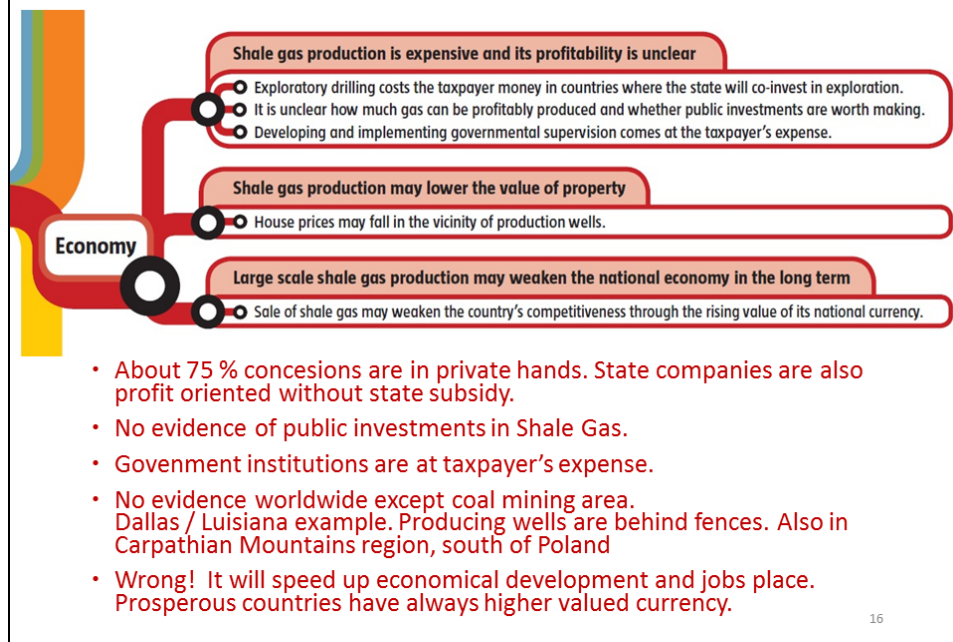 Shale gas production is expensive and its profitability is unclear
Exploratory drilling costs the taxpayer money in countries where the state will co-invest in exploration.
It is unclear how much gas can be profitably produced and whether public investments are worth making.
Developing and implementing governmental supervision comes at the taxpayer's expense.
Shale gas production may lower the value of property
House prices may fall in the vicinity of production wells.
Economy
Large scale shale gas production may weaken the national economy in the long term
Sale of shale gas may weaken the country's competitiveness through the rising value of its national currency.
• About 75 % concesions are in private hands. State companies are also
profit oriented without state subsidy.
• No evidence of public investments in Shale Gas.
• Govenment institutions are at taxpayer's expense.
• No evidence worldwide except coal mining area.
Dallas / Luisiana example. Producing wells are behind fences. Also in
Carpathian Mountains region, south of Poland
• Wrong! It will speed up economical development and jobs place.
Prosperous countries have always higher valued currency.
16